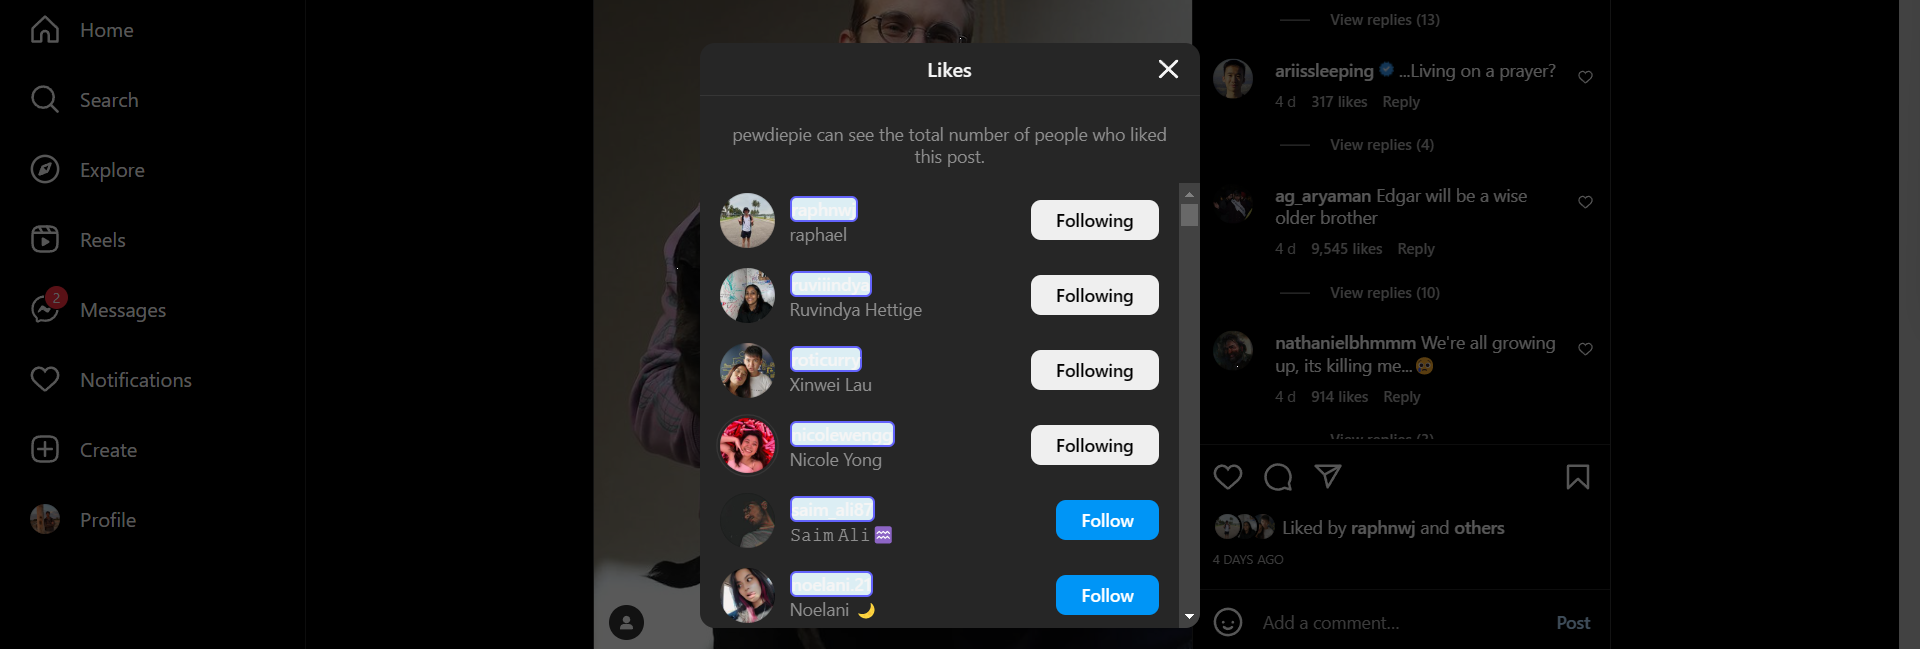 Home
Search
Explore
Reels
2
Messages
Notifications
Create
Profile
Likes
pewdiepie can see the total number of people who liked
this post.
raphnwj
raphael
Following
ruviiindya
Ruvindya Hettige
Following
roticurry
Xinwei Lau
Following
nicolewengg
Nicole Yong
Following
saim_ali87
Saim Ali ♒
Follow
noelani.21
Noelani 🌙
Follow
View replies (13)
ariissleeping ...Living on a prayer?
4 d 317 likes Reply
View replies (4)
ag_aryaman Edgar will be a wise
older brother
4 d 9,545 likes Reply
View replies (10)
nathanielbhmmm We're all growing
up, its killing me...😢
4 d 914 likes Reply
View replies
Liked by raphnwj and others
4 DAYS AGO
Add a comment...
Post